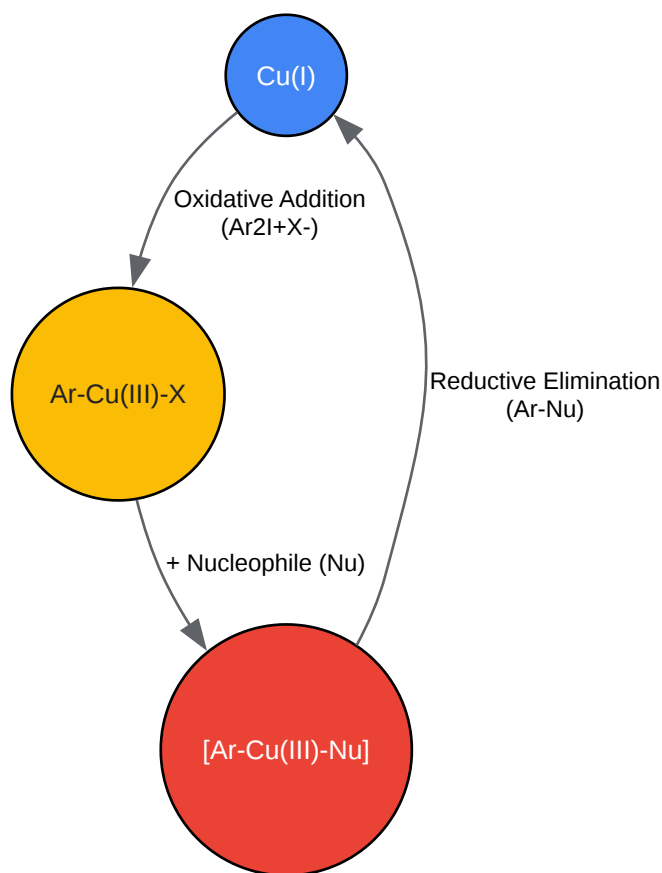 Cu(I)
Oxidative Addition
(Ar2I+X-)
Ar-Cu(III)-X
Reductive Elimination
(Ar-Nu)
+ Nucleophile (Nu)
[Ar-Cu(III)-Nu]